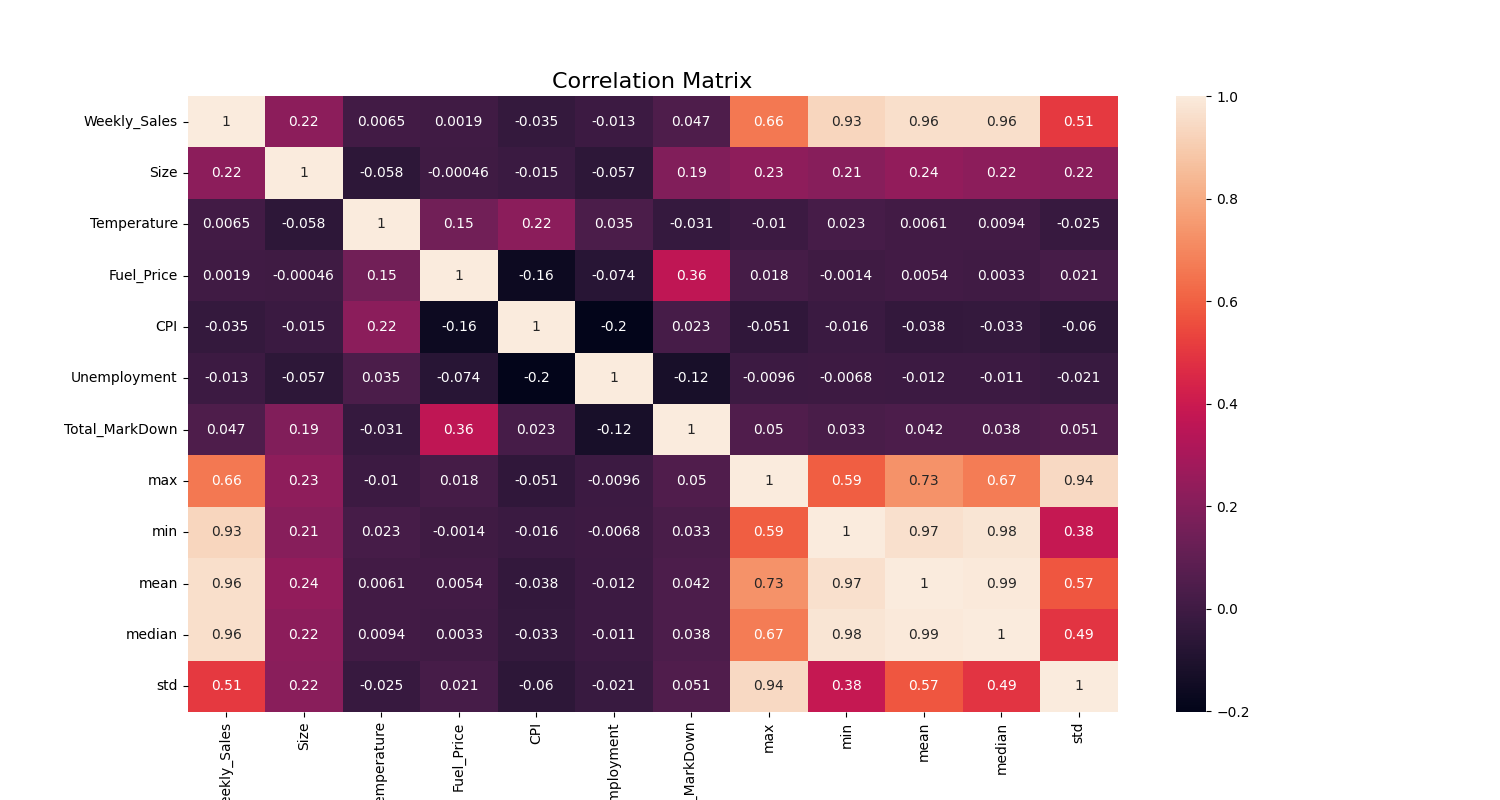 Correlation Matrix
Weekly_Sales 1 0.22 0.0065 0.0019 -0.035 -0.013 0.047 0.66 0.93 0.96 0.96 0.51
Size 0.22 1 -0.058 -0.00046 -0.015 -0.057 0.19 0.23 0.21 0.24 0.22 0.22
Temperature 0.0065 -0.058 1 0.15 0.22 0.035 -0.031 -0.01 0.023 0.0061 0.0094 -0.025
Fuel_Price 0.0019 -0.00046 0.15 1 -0.16 -0.074 0.36 0.018 -0.0014 0.0054 0.0033 0.021
CPI -0.035 -0.015 0.22 -0.16 1 -0.2 0.023 -0.051 -0.016 -0.038 -0.033 -0.06
Unemployment -0.013 -0.057 0.035 -0.074 -0.2 1 -0.12 -0.0096 -0.0068 -0.012 -0.011 -0.021
Total_MarkDown 0.047 0.19 -0.031 0.36 0.023 -0.12 1 0.05 0.033 0.042 0.038 0.051
max 0.66 0.23 -0.01 0.018 -0.051 -0.0096 0.05 1 0.59 0.73 0.67 0.94
min 0.93 0.21 0.023 -0.0014 -0.016 -0.0068 0.033 0.59 1 0.97 0.98 0.38
mean 0.96 0.24 0.0061 0.0054 -0.038 -0.012 0.042 0.73 0.97 1 0.99 0.57
median 0.96 0.22 0.0094 0.0033 -0.033 -0.011 0.038 0.67 0.98 0.99 1 0.49
std 0.51 0.22 -0.025 0.021 -0.06 -0.021 0.051 0.94 0.38 0.57 0.49 1
eekly_Sales Size emperature Fuel_Price CPI mployment _MarkDown max min mean median std
1.0
0.8
0.6
0.4
0.2
0.0
−0.2